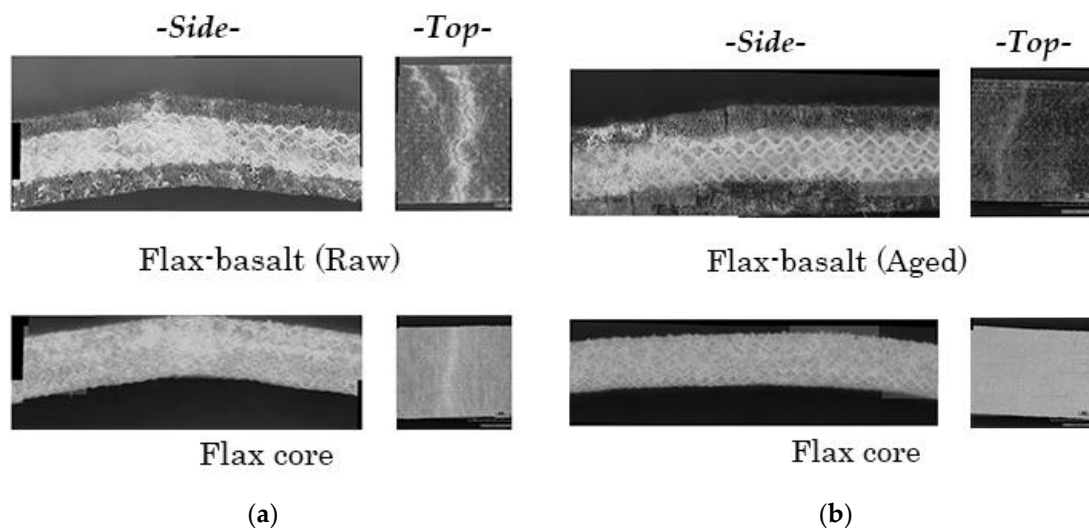 -Side- -Top-
-Side- -Top-
Flax-basalt (Raw)
Flax-basalt (Aged)
Flax core
Flax core
(a)
(b)